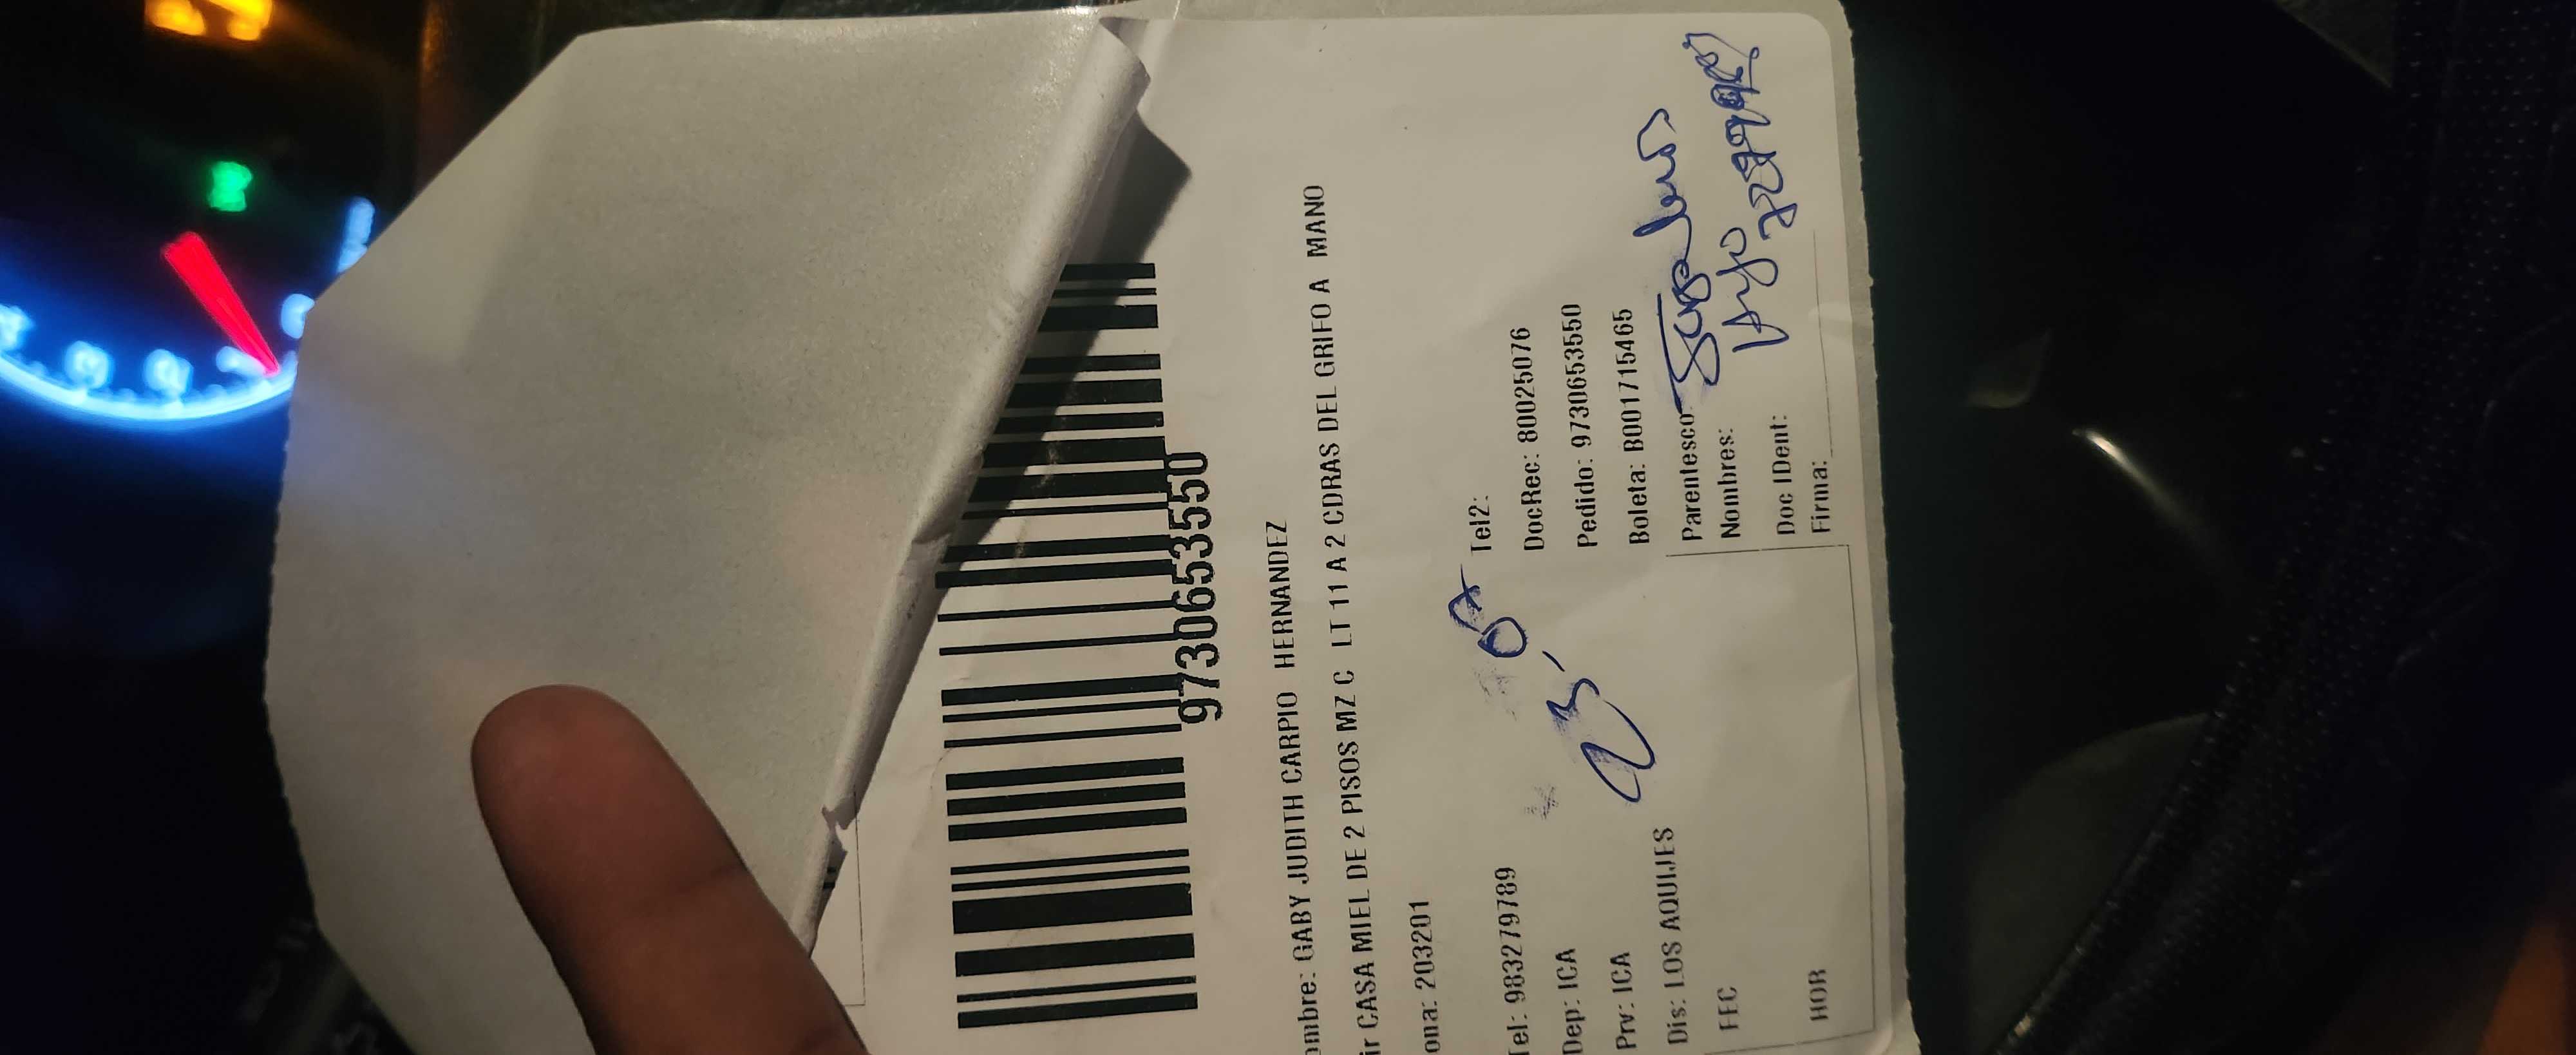 9730653550
ombre: GABY JUDITH CARPIO HERNANDEZ
ir CASA MIEL DE 2 PISOS MZ C LT 11 A 2 CDRAS DEL GRIFO A MANO
ona: 203201
Tel: 983279789
Tel2:
Dep: ICA
DocRec: 80025076
Prv: ICA
Pedido: 9730653550
Dis: LOS AQUIJES
Boleta: B001715465
FEC
HOR
Parentesco:
Nombres:
Hijo
Doc IDent:
Firma: